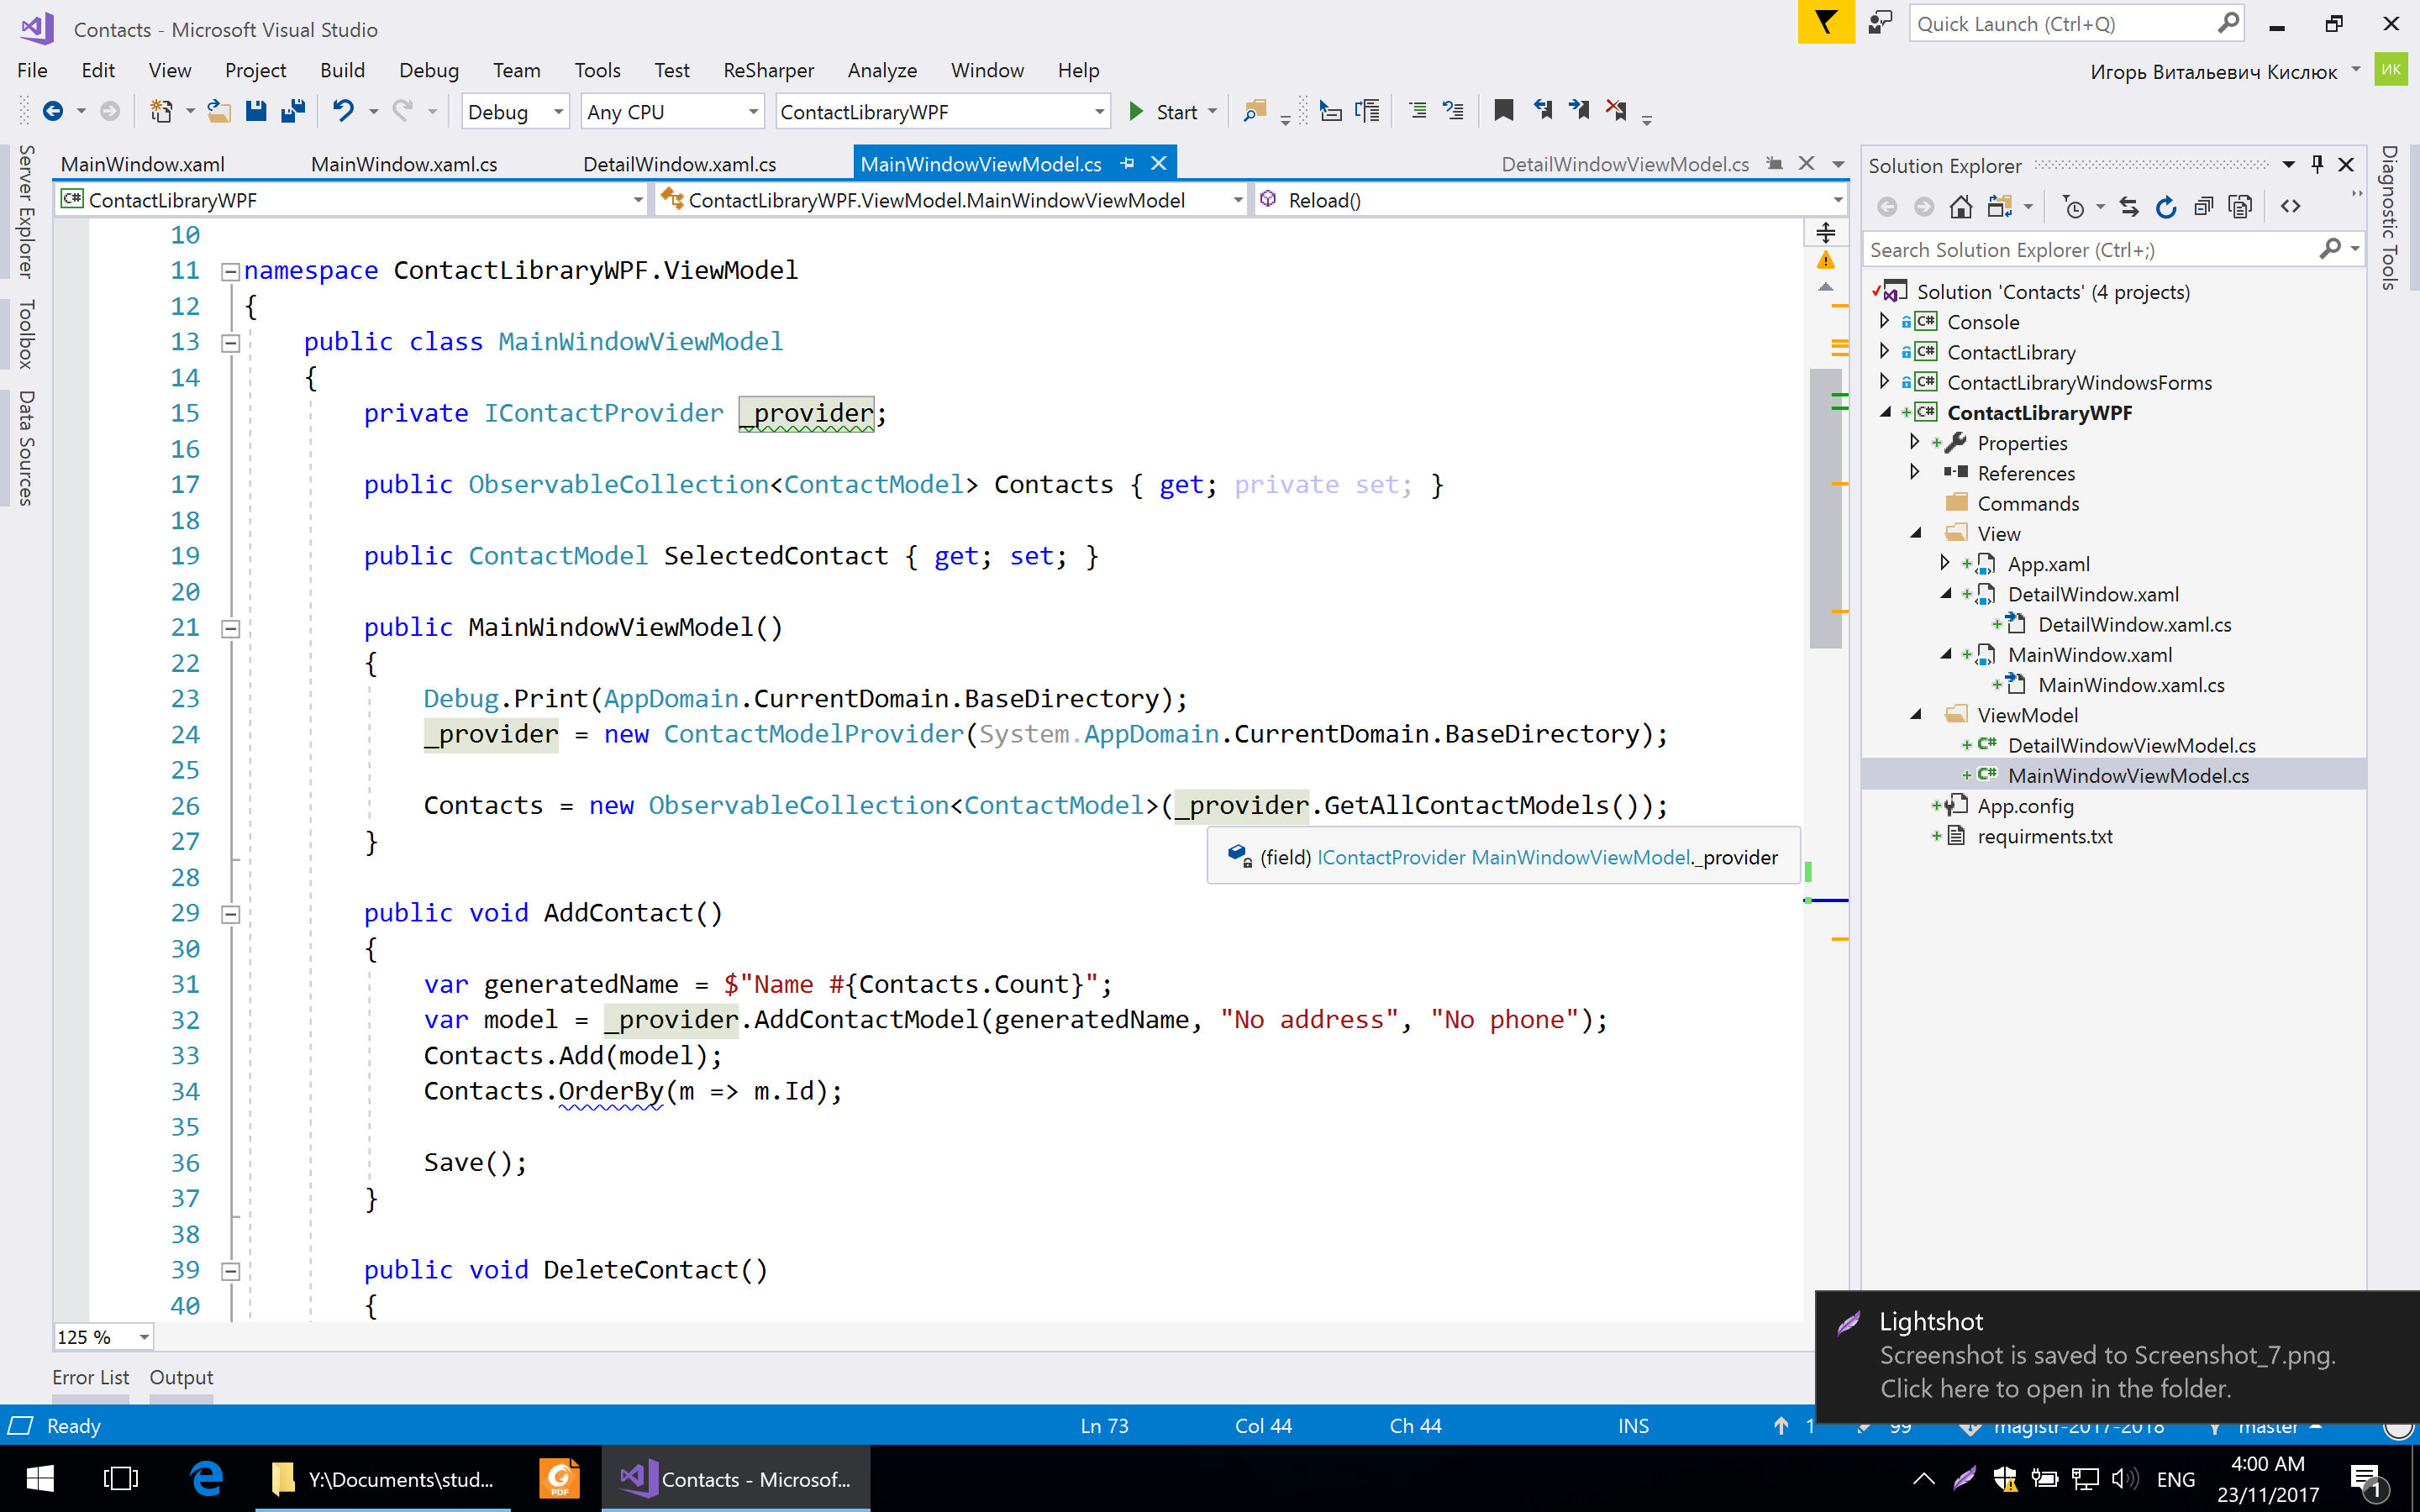 Contacts - Microsoft Visual Studio
Quick Launch (Ctrl+Q)
File Edit View Project Build Debug Team Tools Test ReSharper Analyze Window Help
Игорь Витальевич Кислюк ИК
Debug Any CPU ContactLibraryWPF Start
Server Explorer
Toolbox
Data Sources
MainWindow.xaml MainWindow.xaml.cs DetailWindow.xaml.cs MainWindowViewModel.cs DetailWindowViewModel.cs
C# ContactLibraryWPF ContactLibraryWPF.ViewModel.MainWindowViewModel Reload()
10
11 namespace ContactLibraryWPF.ViewModel
12 {
13 public class MainWindowViewModel
14 {
15 private IContactProvider _provider;
16
17 public ObservableCollection<ContactModel> Contacts { get; private set; }
18
19 public ContactModel SelectedContact { get; set; }
20
21 public MainWindowViewModel()
22 {
23 Debug.Print(AppDomain.CurrentDomain.BaseDirectory);
24 _provider = new ContactModelProvider(System.AppDomain.CurrentDomain.BaseDirectory);
25
26 Contacts = new ObservableCollection<ContactModel>(_provider.GetAllContactModels());
27 }
(field) IContactProvider MainWindowViewModel._provider
28
29 public void AddContact()
30 {
31 var generatedName = $"Name #{Contacts.Count}";
32 var model = _provider.AddContactModel(generatedName, "No address", "No phone");
33 Contacts.Add(model);
34 Contacts.OrderBy(m => m.Id);
35
36 Save();
37 }
38
39 public void DeleteContact()
40 {
125 %
Error List Output
Solution Explorer
Search Solution Explorer (Ctrl+;)
Solution 'Contacts' (4 projects)
C# Console
C# ContactLibrary
C# ContactLibraryWindowsForms
C# ContactLibraryWPF
Properties
References
Commands
View
App.xaml
DetailWindow.xaml
DetailWindow.xaml.cs
MainWindow.xaml
MainWindow.xaml.cs
ViewModel
C# DetailWindowViewModel.cs
C# MainWindowViewModel.cs
App.config
requirments.txt
Diagnostic Tools
Lightshot
Screenshot is saved to Screenshot_7.png.
Click here to open in the folder.
Ready Ln 73 Col 44 Ch 44 INS 1 99 magistr-2017-2018 master
Y:\Documents\stud... PDF Contacts - Microsof... ENG 4:00 AM
23/11/2017
1